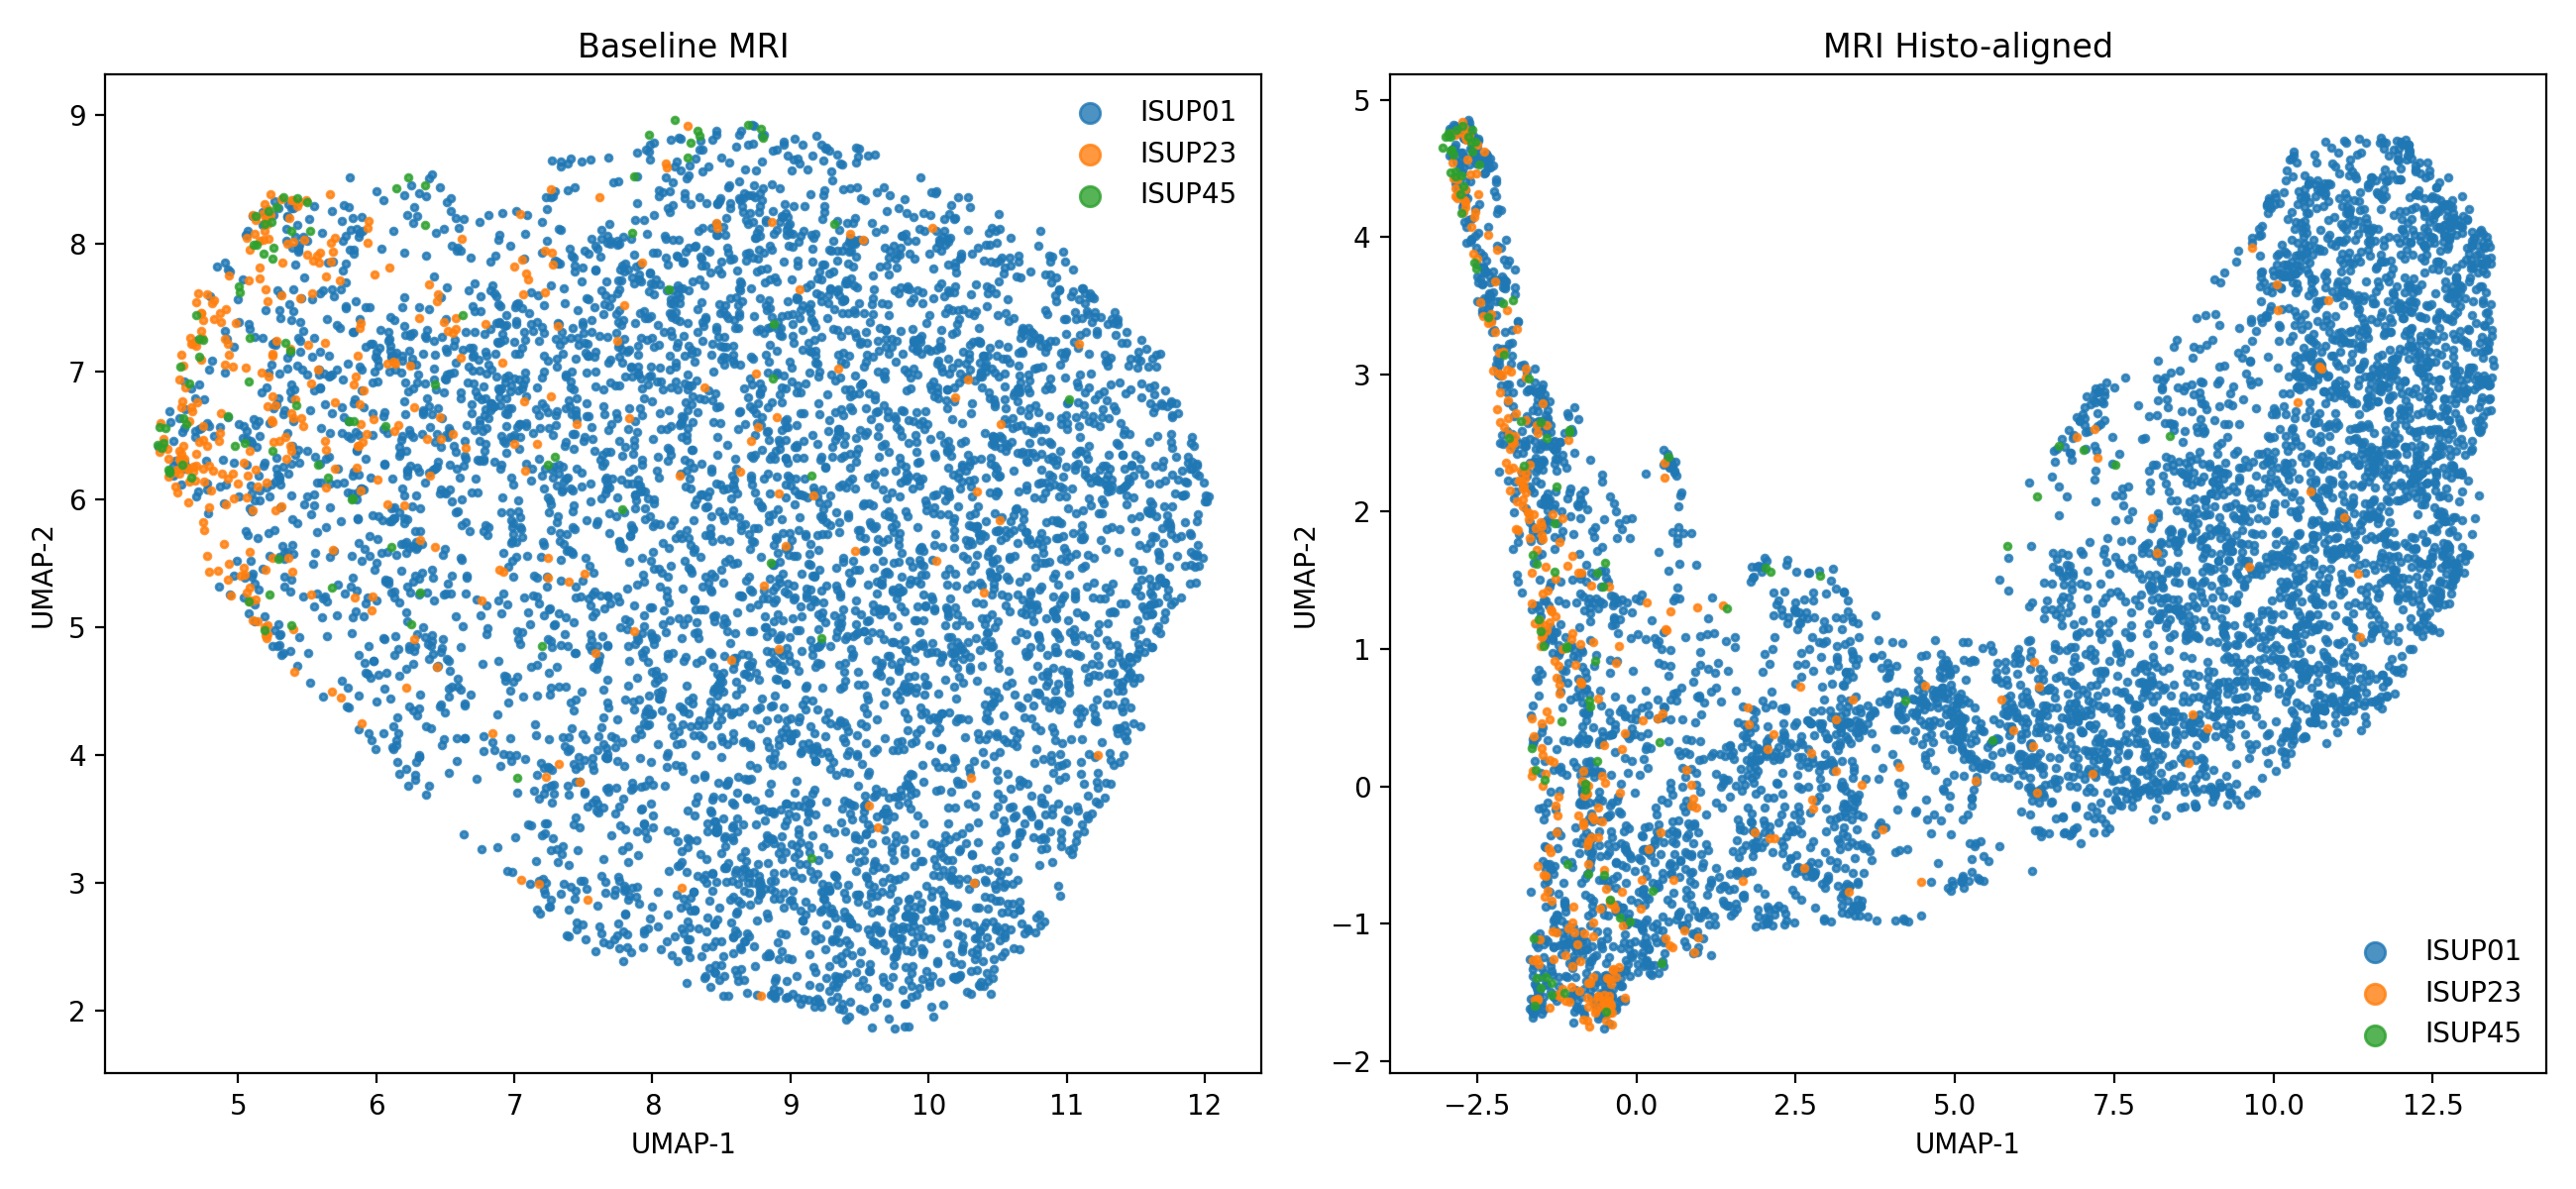 Baseline MRI
ISUP01
ISUP23
ISUP45
9
8
7
6
5
4
3
2
UMAP-2
5
6
7
8
9
10
11
12
UMAP-1
MRI Histo-aligned
5
4
3
2
1
0
−1
−2
UMAP-2
ISUP01
ISUP23
ISUP45
−2.5
0.0
2.5
5.0
7.5
10.0
12.5
UMAP-1